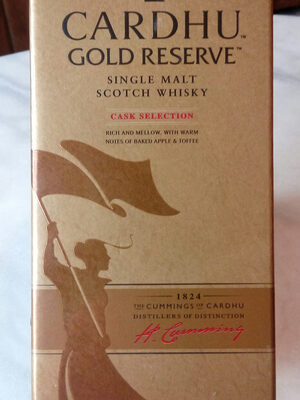 CARDHU™
GOLD RESERVE™
SINGLE MALT
SCOTCH WHISKY
CASK SELECTION
RICH AND MELLOW, WITH WARM
NOTES OF BAKED APPLE & TOFFEE
1824
THE CUMMINGS OF CARDHU
DISTILLERS OF DISTINCTION
H. Cumming